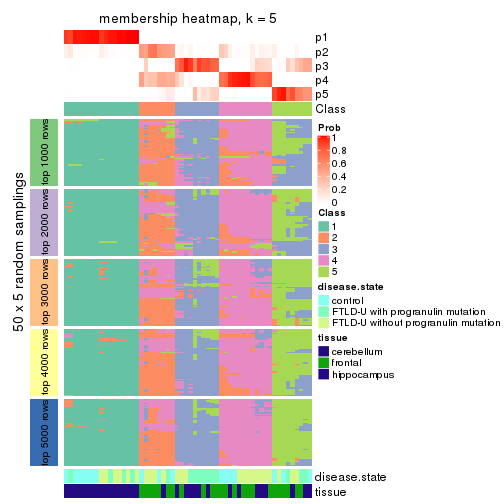 membership heatmap, k = 5
p1
p2
p3
p4
p5
Class
50 x 5 random samplings
top 1000 rows
top 2000 rows
top 3000 rows
top 4000 rows
top 5000 rows
disease.state
tissue
Prob
1
0.8
0.6
0.4
0.2
0
Class
1
2
3
4
5
disease.state
control
FTLD-U with progranulin mutation
FTLD-U without progranulin mutation
tissue
cerebellum
frontal
hippocampus